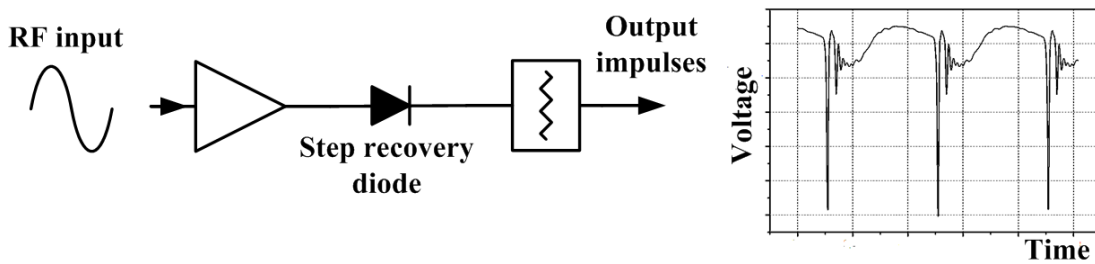 RF input
Step recovery
diode
Output
impulses
Voltage
Time